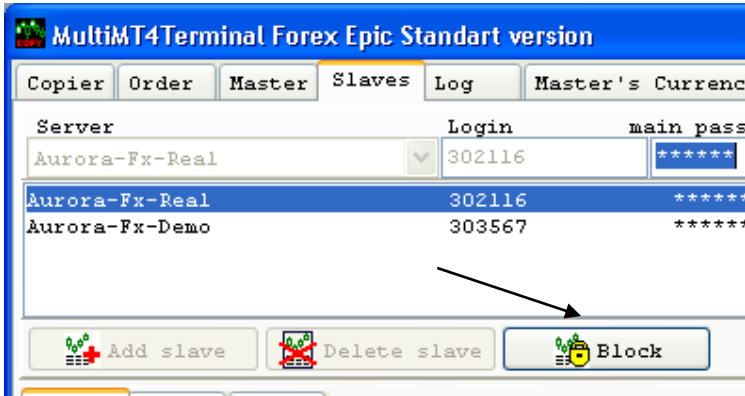 MultiMT4Terminal Forex Epic Standart version
Copier Order Master Slaves Log Master's Currenc
Server Login main pass
Aurora-Fx-Real 302116 ******
Aurora-Fx-Real 302116 ******
Aurora-Fx-Demo 303567 ******
Add slave Delete slave Block